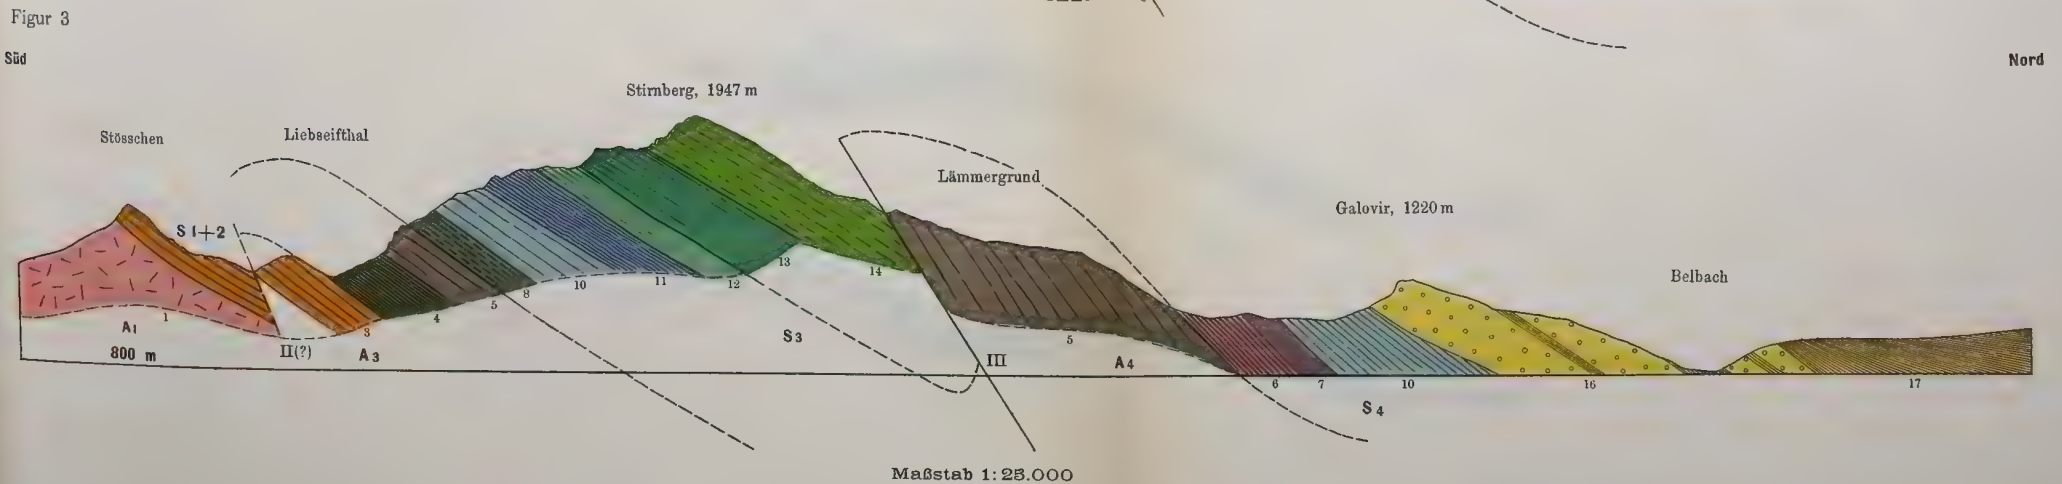 Figur 3
Süd
Nord
Stirnberg, 1947 m
Stösschen
Liebseifthal
Lämmergrund
Galovir, 1220 m
Belbach
S 1+2
A1
1
II(?)
3
A3
4
5
8
10
11
12
13
14
S3
III
5
A4
6
7
10
S4
16
17
800 m
Maßstab 1:25.000